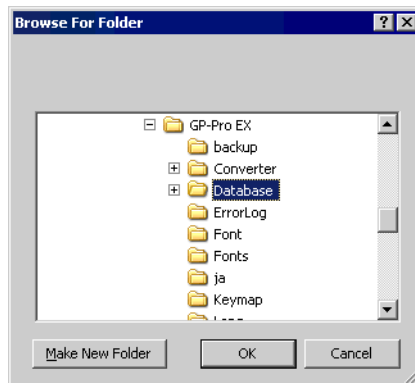 Browse For Folder
GP-Pro EX
backup
Converter
Database
ErrorLog
Font
Fonts
ja
Keymap
Make New Folder
OK
Cancel